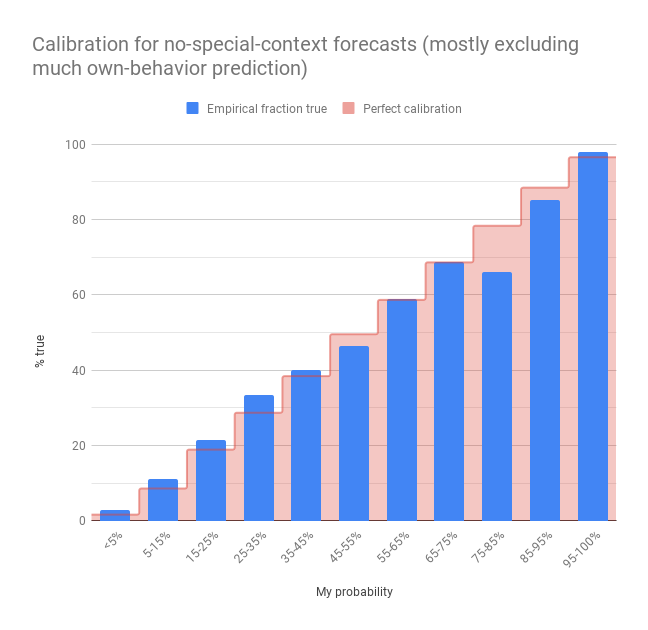 Calibration for no-special-context forecasts (mostly excluding
much own-behavior prediction)
Empirical fraction true
Perfect calibration
100
80
60
40
20
0
% true
<5%
5-15%
15-25%
25-35%
35-45%
45-55%
55-65%
65-75%
75-85%
85-95%
95-100%
My probability